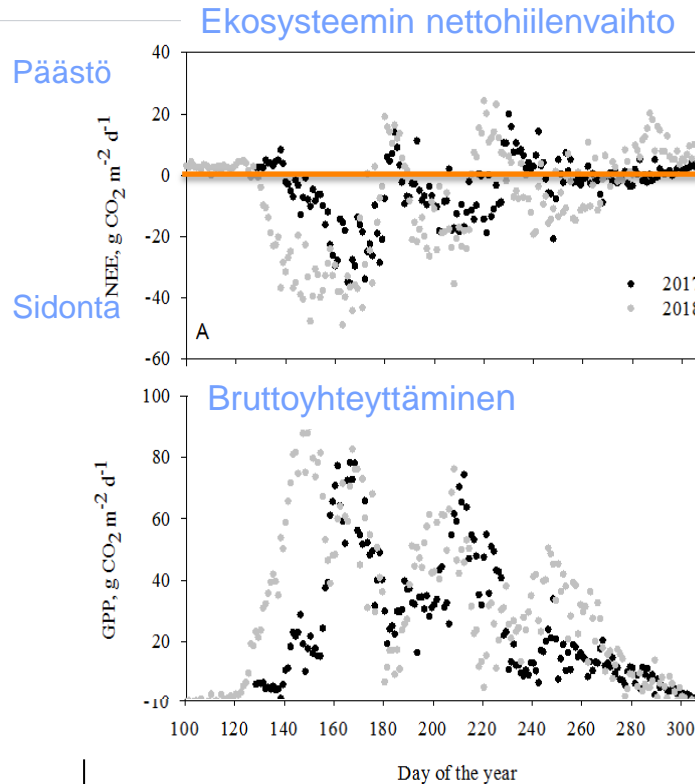 Ekosysteemin nettohiilenvaihto
Päästö
Sidonta
NEE, g CO2 m-2 d-1
40
20
0
-20
-40
-60
A
2017
2018
Bruttoyhteyttäminen
GPP, g CO2 m-2 d-1
100
80
60
40
20
-10
100 120 140 160 180 200 220 240 260 280 300
Day of the year